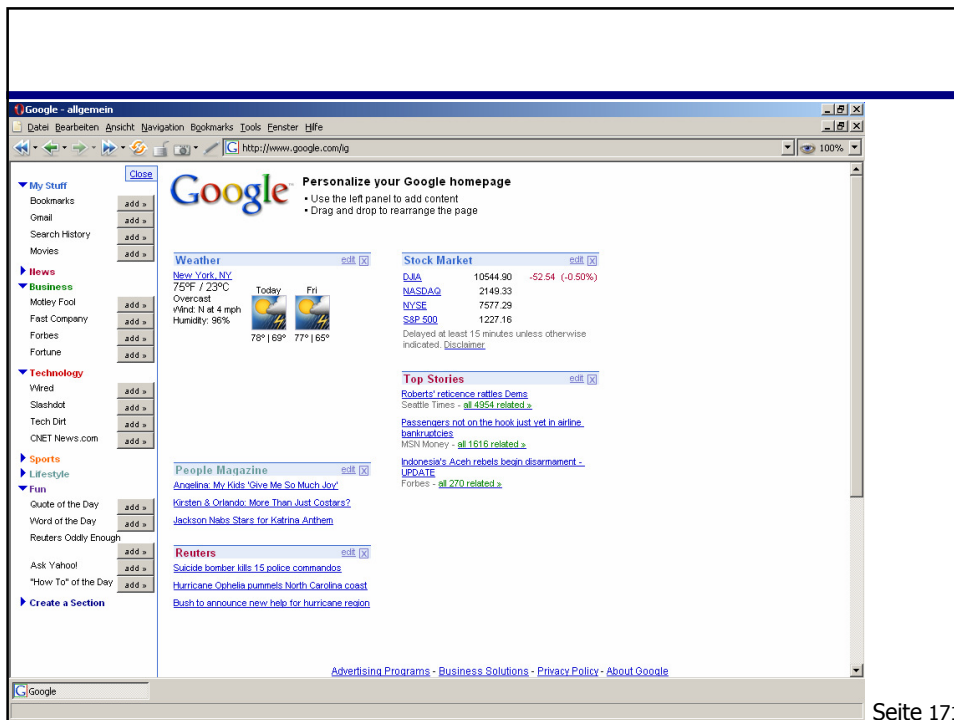 Google - allgemein
Datei Bearbeiten Ansicht Navigation Bookmarks Tools Fenster Hilfe
http://www.google.com/ig
100%
Close
My Stuff
Bookmarks add »
Gmail add »
Search History add »
Movies add »
News
Business
Motley Fool add »
Fast Company add »
Forbes add »
Fortune add »
Technology
Wired add »
Slashdot add »
Tech Dirt add »
CNET News.com add »
Sports
Lifestyle
Fun
Quote of the Day add »
Word of the Day add »
Reuters Oddly Enough
add »
Ask Yahoo! add »
"How To" of the Day add »
Create a Section
Google™
Personalize your Google homepage
• Use the left panel to add content
• Drag and drop to rearrange the page
Weather edit X
New York, NY
75°F / 23°C
Overcast
Wind: N at 4 mph
Humidity: 96%
Today Fri
78° | 69° 77° | 65°
People Magazine edit X
Angelina: My Kids 'Give Me So Much Joy'
Kirsten & Orlando: More Than Just Costars?
Jackson Nabs Stars for Katrina Anthem
Reuters edit X
Suicide bomber kills 15 police commandos
Hurricane Ophelia pummels North Carolina coast
Bush to announce new help for hurricane region
Stock Market edit X
DJIA 10544.90 -52.54 (-0.50%)
NASDAQ 2149.33
NYSE 7577.29
S&P 500 1227.16
Delayed at least 15 minutes unless otherwise
indicated. Disclaimer
Top Stories edit X
Roberts' reticence rattles Dems
Seattle Times - all 4954 related »
Passengers not on the hook just yet in airline
bankruptcies
MSN Money - all 1616 related »
Indonesia's Aceh rebels begin disarmament -
UPDATE
Forbes - all 270 related »
Advertising Programs - Business Solutions - Privacy Policy - About Google
Google
Seite 17